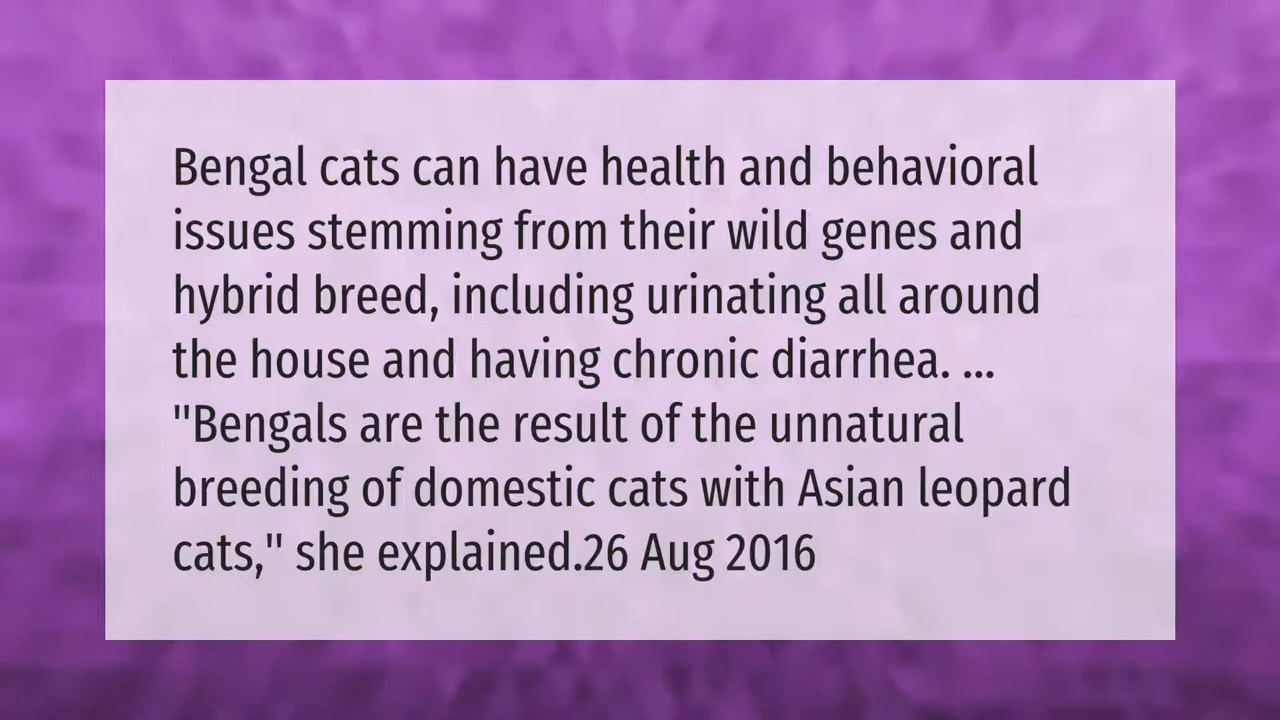 Bengal cats can have health and behavioral
issues stemming from their wild genes and
hybrid breed, including urinating all around
the house and having chronic diarrhea. ...
"Bengals are the result of the unnatural
breeding of domestic cats with Asian leopard
cats," she explained.26 Aug 2016